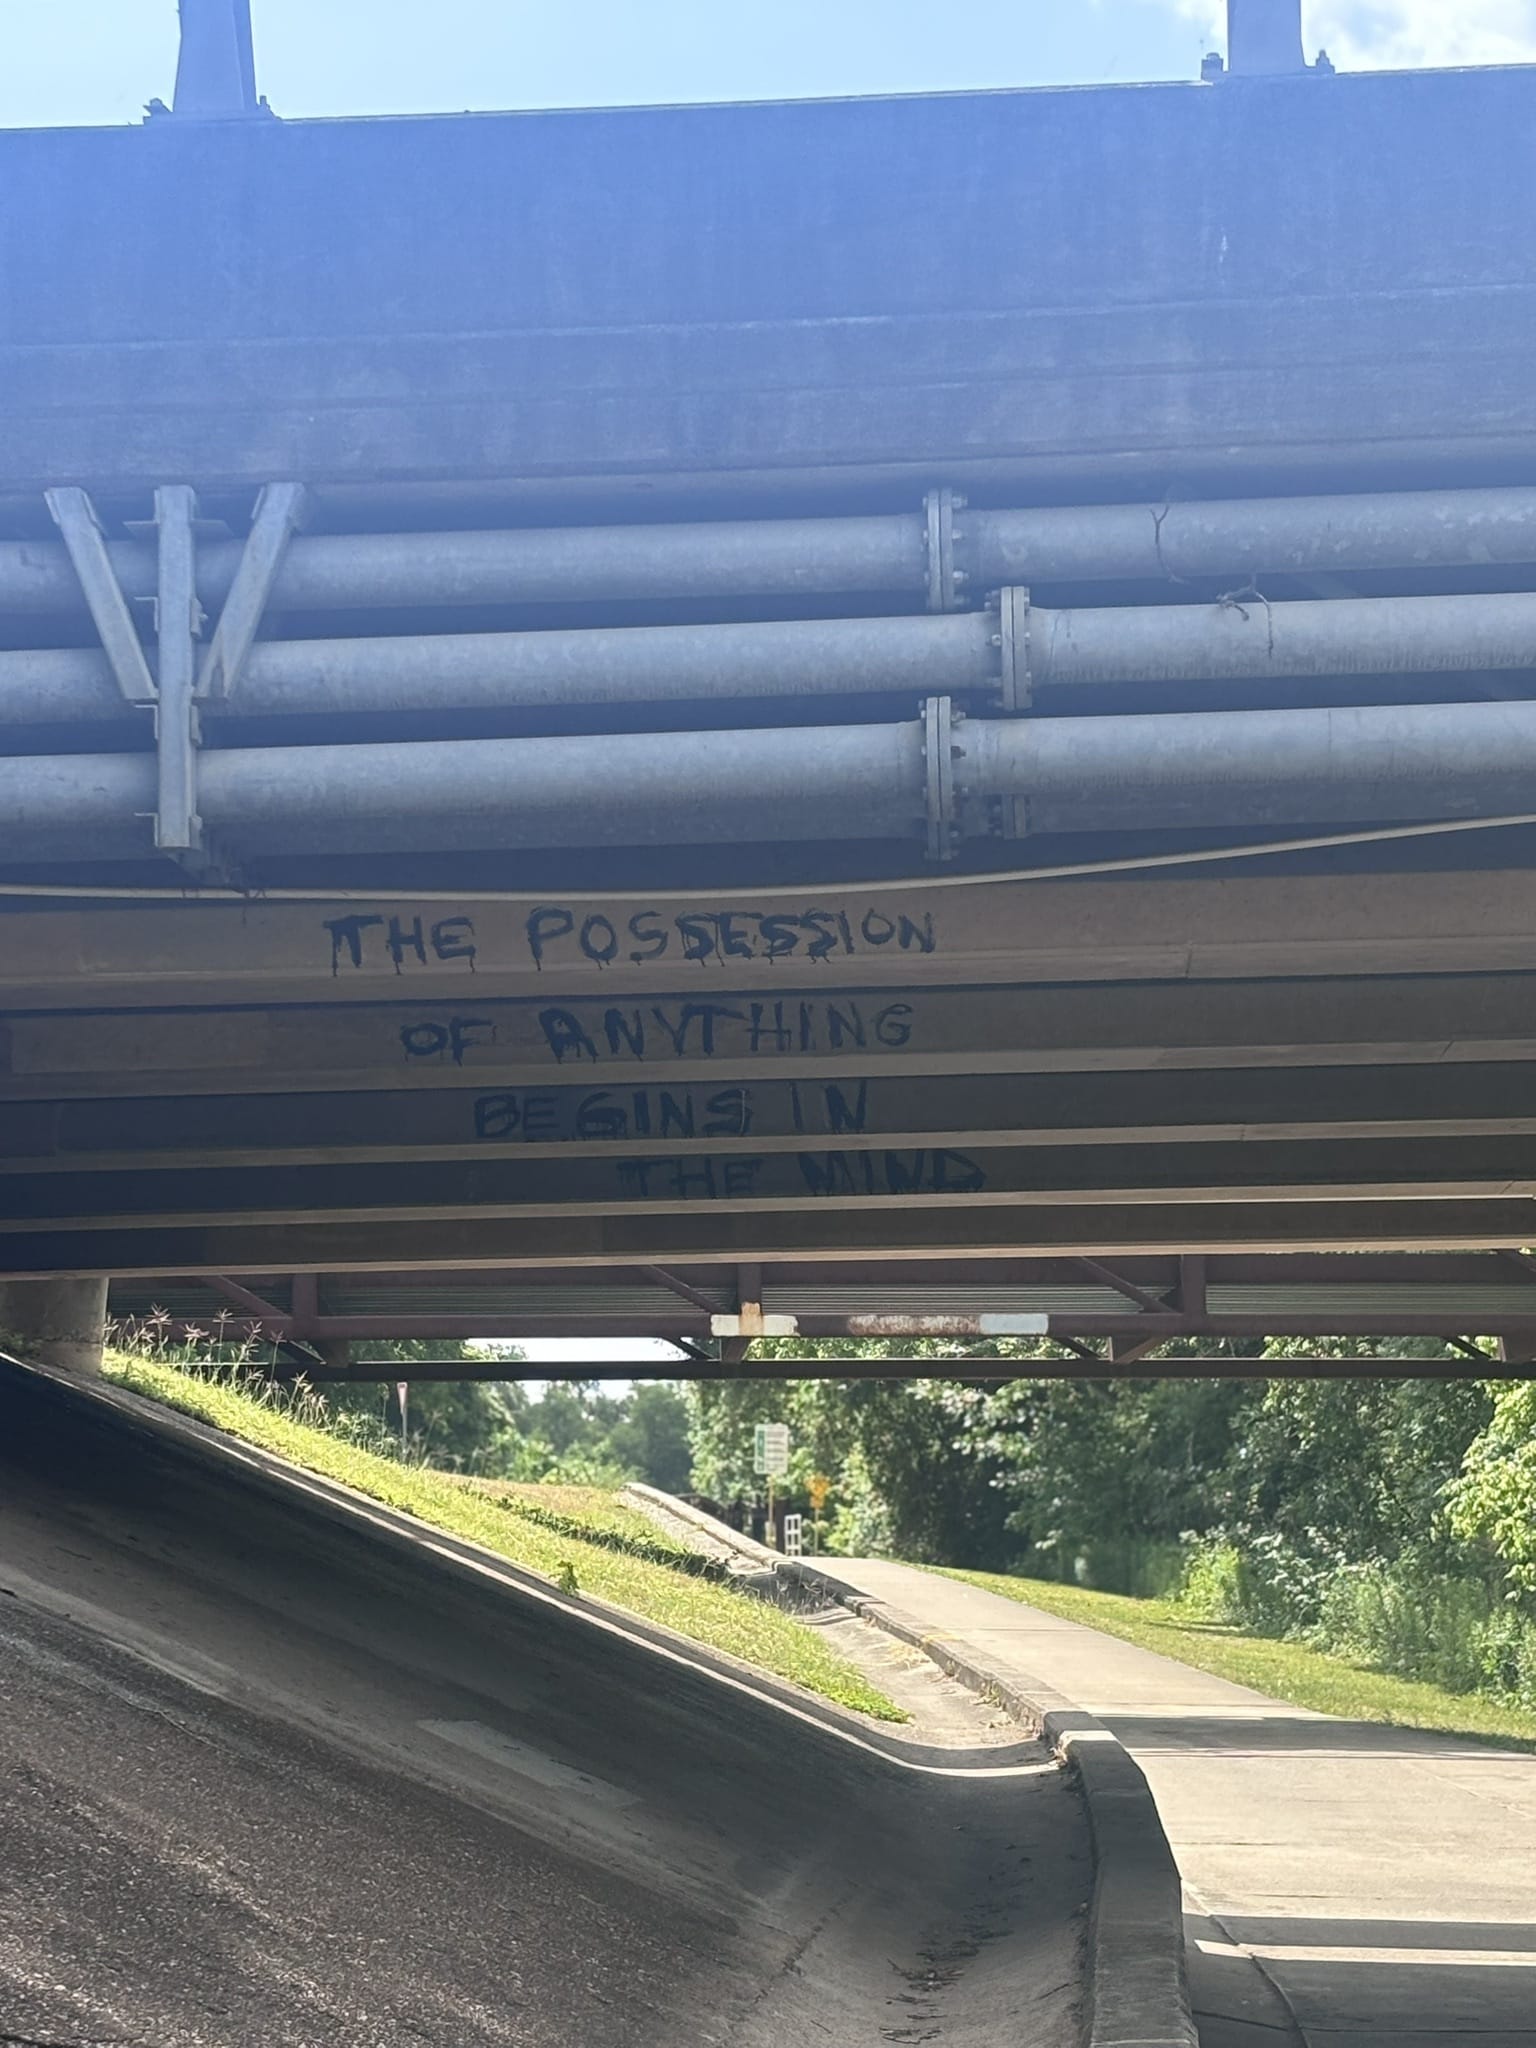 THE POSSESSION
OF ANYTHING
BEGINS IN
THE MIND